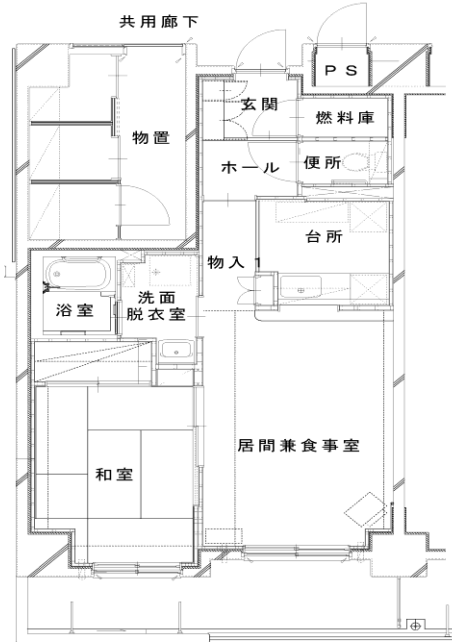 共用廊下
PS
玄関
燃料庫
物置
ホール
便所
台所
物入1
洗面
脱衣室
浴室
居間兼食事室
和室